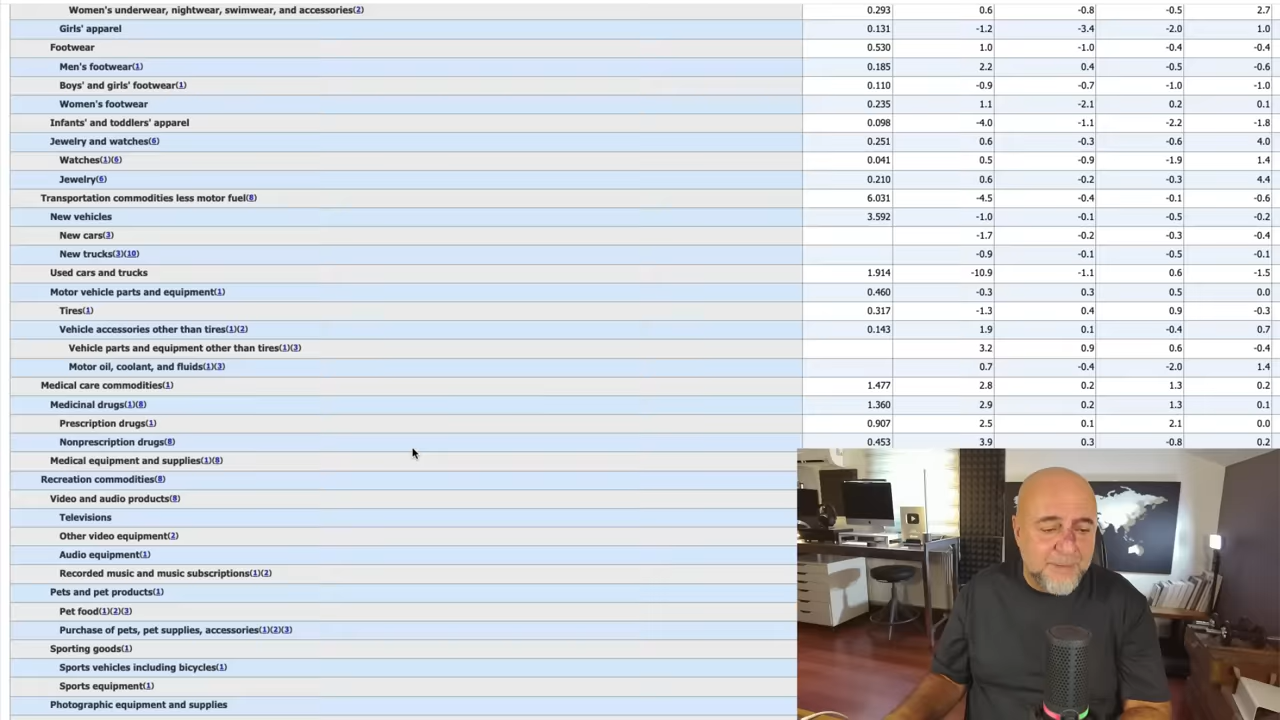 Women's underwear, nightwear, swimwear, and accessories(2) 0.293 0.6 -0.8 -0.5 2.7
Girls' apparel 0.131 -1.2 -3.4 -2.0 1.0
Footwear 0.530 1.0 -1.0 -0.4 -0.4
Men's footwear(1) 0.185 2.2 0.4 -0.5 -0.6
Boys' and girls' footwear(1) 0.110 -0.9 -0.7 -1.0 -1.0
Women's footwear 0.235 1.1 -2.1 0.2 0.1
Infants' and toddlers' apparel 0.098 -4.0 -1.1 -2.2 -1.8
Jewelry and watches(6) 0.251 0.6 -0.3 -0.6 4.0
Watches(1)(6) 0.041 0.5 -0.9 -1.9 1.4
Jewelry(6) 0.210 0.6 -0.2 -0.3 4.4
Transportation commodities less motor fuel(8) 6.031 -4.5 -0.4 -0.1 -0.6
New vehicles 3.592 -1.0 -0.1 -0.5 -0.2
New cars(3) -1.7 -0.2 -0.3 -0.4
New trucks(3)(10) -0.9 -0.1 -0.5 -0.1
Used cars and trucks 1.914 -10.9 -1.1 0.6 -1.5
Motor vehicle parts and equipment(1) 0.460 -0.3 0.3 0.5 0.0
Tires(1) 0.317 -1.3 0.4 0.9 -0.3
Vehicle accessories other than tires(1)(2) 0.143 1.9 0.1 -0.4 0.7
Vehicle parts and equipment other than tires(1)(3) 3.2 0.9 0.6 -0.4
Motor oil, coolant, and fluids(1)(3) 0.7 -0.4 -2.0 1.4
Medical care commodities(1) 1.477 2.8 0.2 1.3 0.2
Medicinal drugs(1)(8) 1.360 2.9 0.2 1.3 0.1
Prescription drugs(1) 0.907 2.5 0.1 2.1 0.0
Nonprescription drugs(8) 0.453 3.9 0.3 -0.8 0.2
Medical equipment and supplies(1)(8)
Recreation commodities(8)
Video and audio products(8)
Televisions
Other video equipment(2)
Audio equipment(1)
Recorded music and music subscriptions(1)(2)
Pets and pet products(1)
Pet food(1)(2)(3)
Purchase of pets, pet supplies, accessories(1)(2)(3)
Sporting goods(1)
Sports vehicles including bicycles(1)
Sports equipment(1)
Photographic equipment and supplies